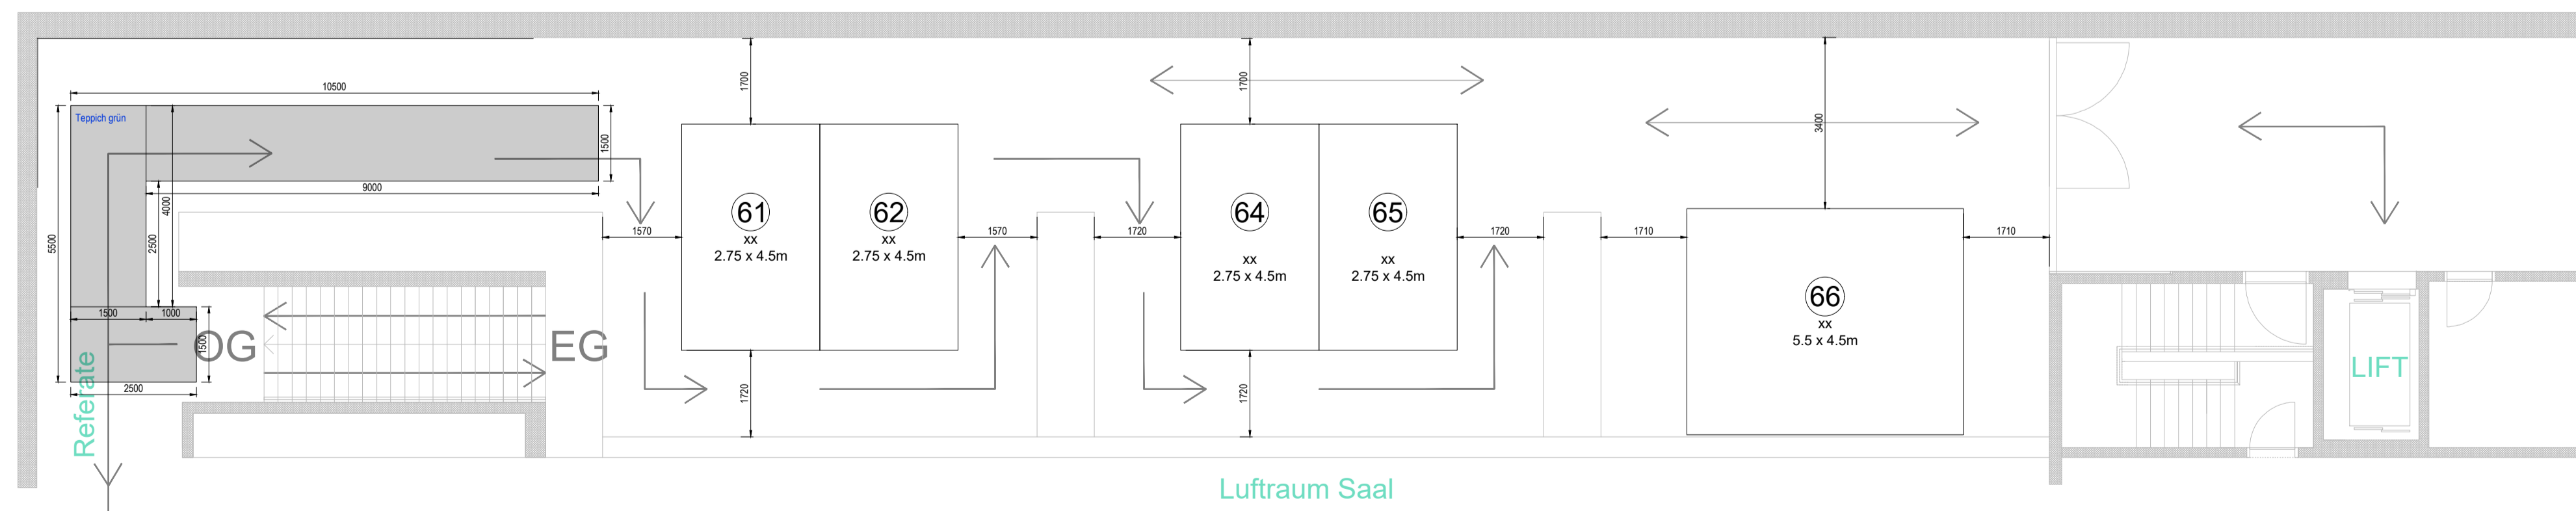 10500
Teppich grün
1500
9000
4000
2500
5500
1500
1000
1500
2500
OG
EG
Referate
1700
61
xx
2.75 x 4.5m
62
xx
2.75 x 4.5m
1570
1570
1720
1700
64
xx
2.75 x 4.5m
65
xx
2.75 x 4.5m
1720
1720
1720
3400
1710
66
xx
5.5 x 4.5m
1710
LIFT
Luftraum Saal